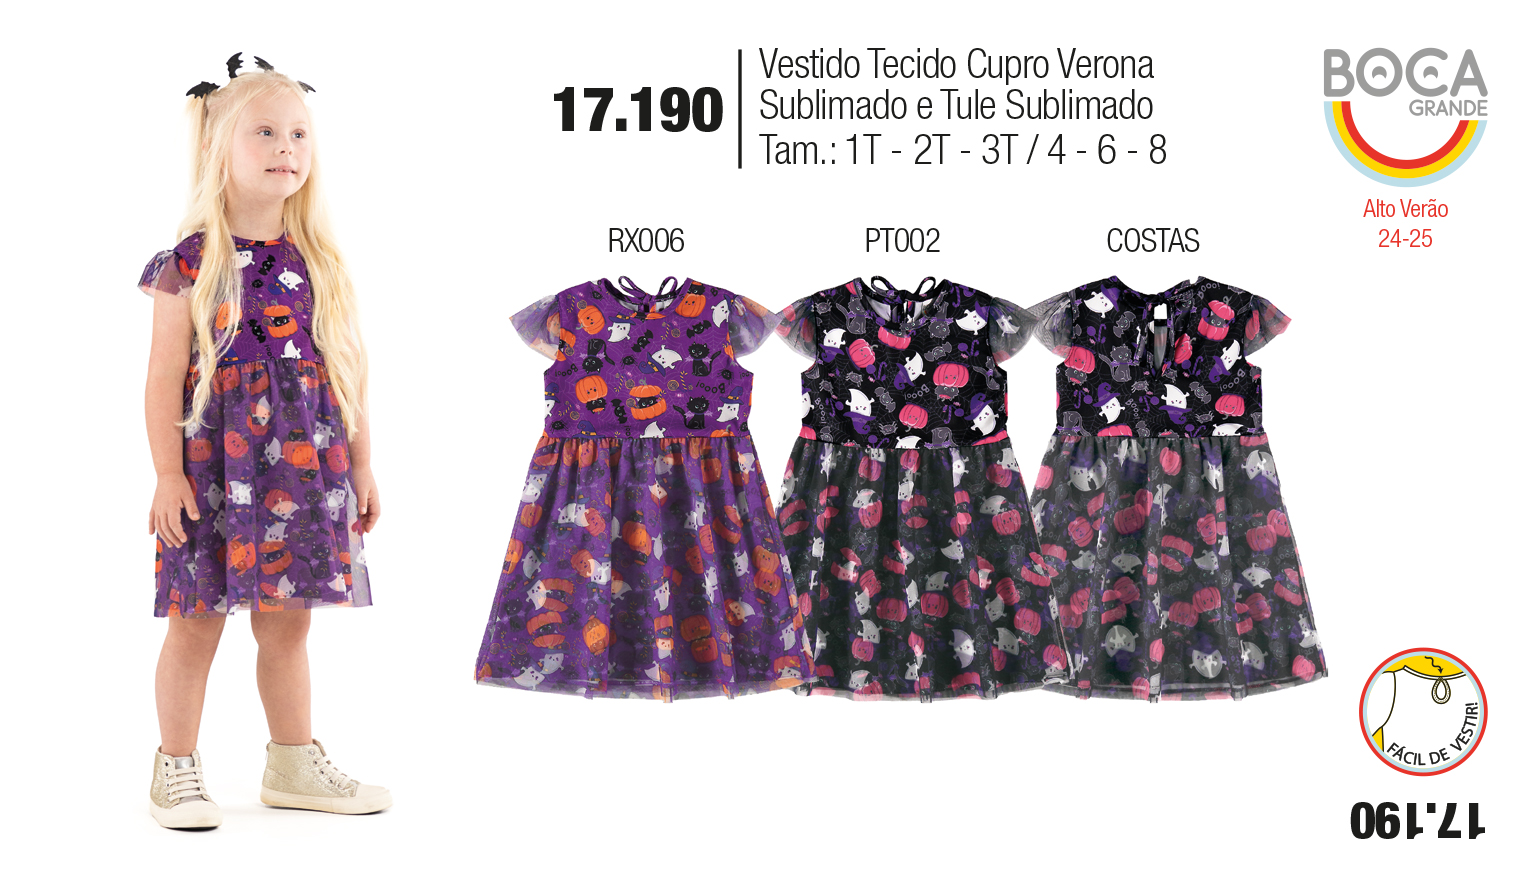 17.190
Vestido Tecido Cupro Verona
Sublimado e Tule Sublimado
Tam.: 1T - 2T - 3T / 4 - 6 - 8
BOCA
GRANDE
Alto Verão
24-25
RX006
PT002
COSTAS
FÁCIL DE VESTIR!
17.190